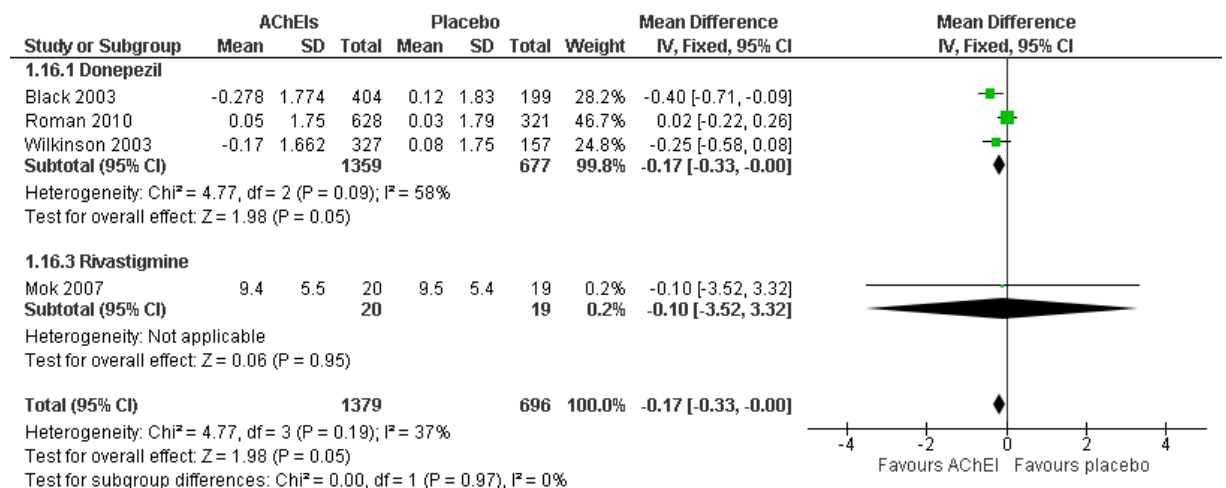 AChEIs Placebo Mean Difference Mean Difference
Study or Subgroup Mean SD Total Mean SD Total Weight IV, Fixed, 95% CI IV, Fixed, 95% CI
1.16.1 Donepezil
Black 2003 -0.278 1.774 404 0.12 1.83 199 28.2% -0.40 [-0.71, -0.09]
Roman 2010 0.05 1.75 628 0.03 1.79 321 46.7% 0.02 [-0.22, 0.26]
Wilkinson 2003 -0.17 1.662 327 0.08 1.75 157 24.8% -0.25 [-0.58, 0.08]
Subtotal (95% CI) 1359 677 99.8% -0.17 [-0.33, -0.00]
Heterogeneity: Chi² = 4.77, df = 2 (P = 0.09); I² = 58%
Test for overall effect: Z = 1.98 (P = 0.05)
1.16.3 Rivastigmine
Mok 2007 9.4 5.5 20 9.5 5.4 19 0.2% -0.10 [-3.52, 3.32]
Subtotal (95% CI) 20 19 0.2% -0.10 [-3.52, 3.32]
Heterogeneity: Not applicable
Test for overall effect: Z = 0.06 (P = 0.95)
Total (95% CI) 1379 696 100.0% -0.17 [-0.33, -0.00]
Heterogeneity: Chi² = 4.77, df = 3 (P = 0.19); I² = 37%
Test for overall effect: Z = 1.98 (P = 0.05)
Test for subgroup differences: Chi² = 0.00, df = 1 (P = 0.97), I² = 0%
-4 -2 0 2 4
Favours AChEI Favours placebo